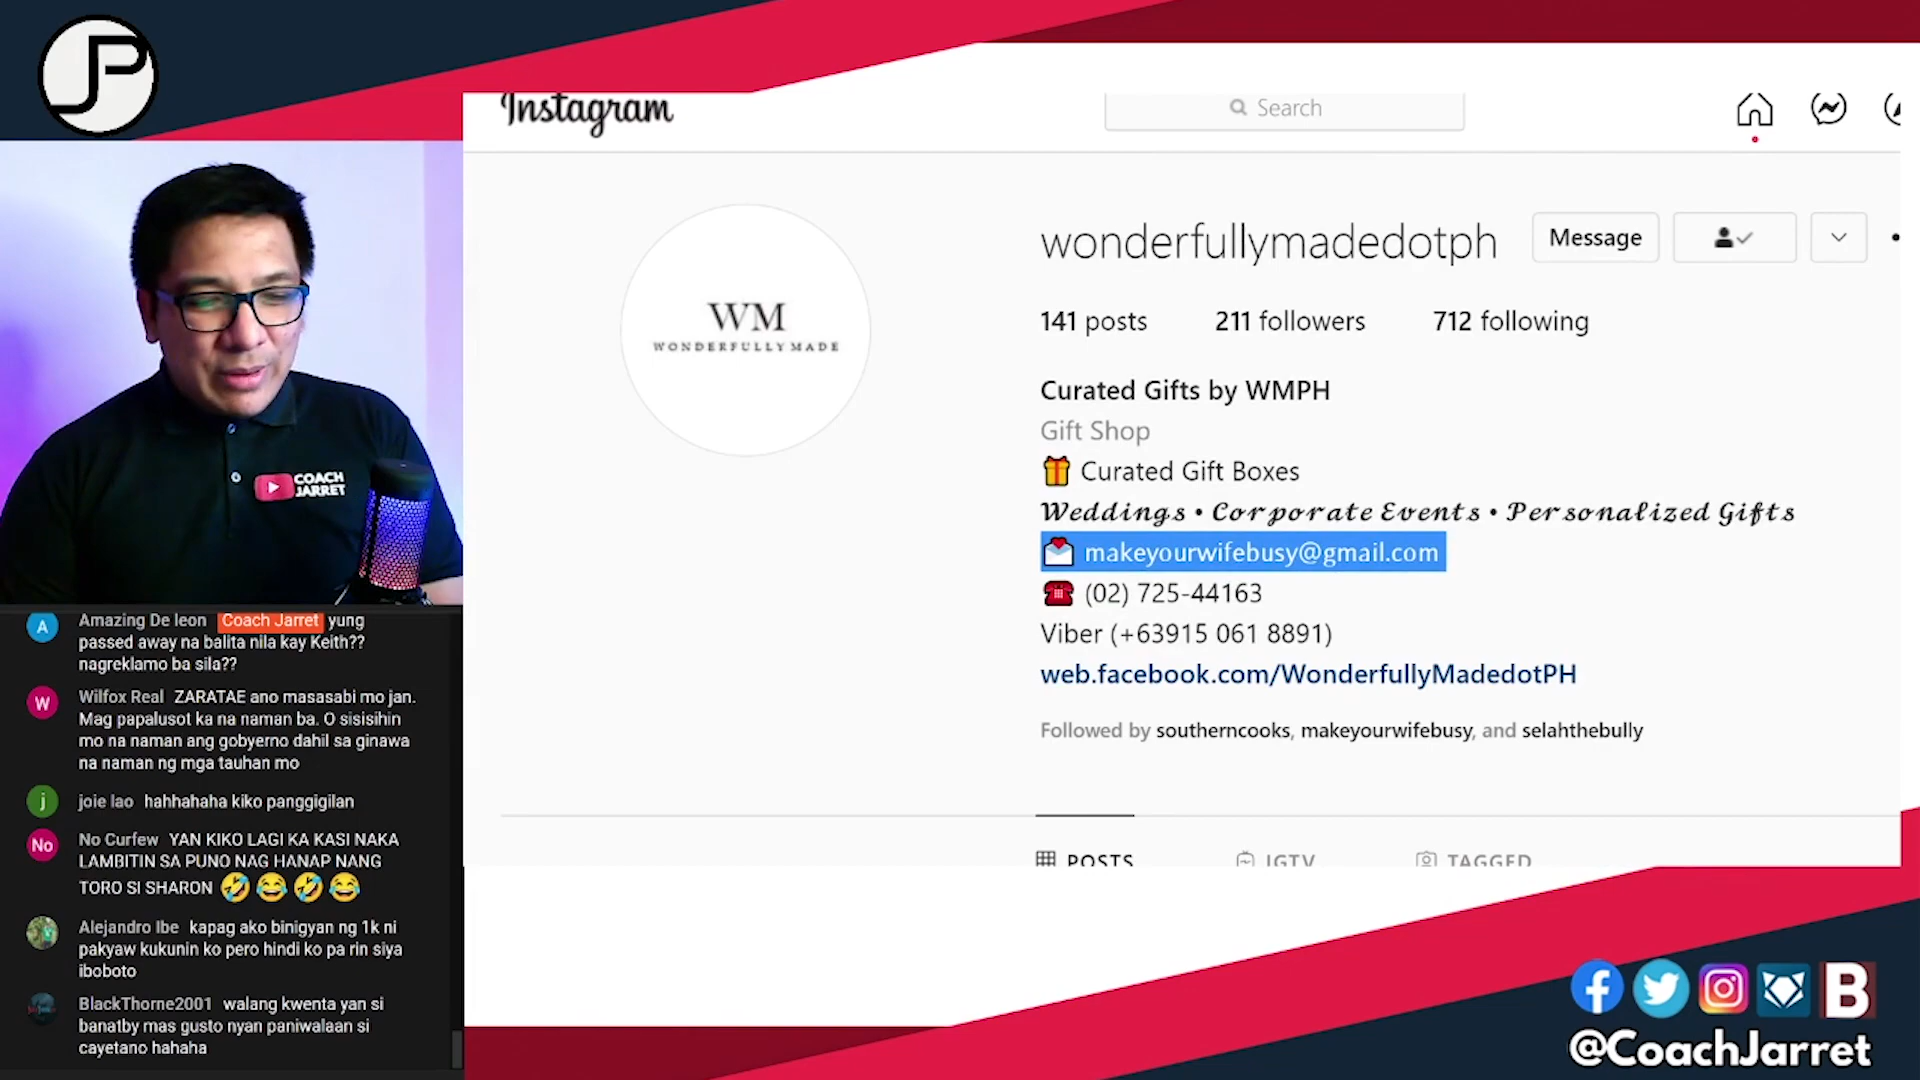 JP
Instagram
Search
wonderfullymadedotph
Message
141 posts 211 followers 712 following
WM
WONDERFULLY MADE
Curated Gifts by WMPH
Gift Shop
🎁 Curated Gift Boxes
𝓦𝓮𝓭𝓭𝓲𝓷𝓰𝓼 • 𝓒𝓸𝓻𝓹𝓸𝓻𝓪𝓽𝓮 𝓔𝓿𝓮𝓷𝓽𝓼 • 𝓟𝓮𝓻𝓼𝓸𝓷𝓪𝓵𝓲𝔃𝓮𝓭 𝓖𝓲𝓯𝓽𝓼
💌 makeyourwifebusy@gmail.com
☎️ (02) 725-44163
Viber (+63915 061 8891)
web.facebook.com/WonderfullyMadedotPH
Followed by southerncooks, makeyourwifebusy, and selahthebully
POSTS IGTV TAGGED
COACH
JARRET
A Amazing De leon Coach Jarret yung
passed away na balita nila kay Keith??
nagreklamo ba sila??
W Wilfox Real ZARATAE ano masasabi mo jan.
Mag papalusot ka na naman ba. O sisisihin
mo na naman ang gobyerno dahil sa ginawa
na naman ng mga tauhan mo
j joie lao hahhahaha kiko panggigilan
No No Curfew YAN KIKO LAGI KA KASI NAKA
LAMBITIN SA PUNO NAG HANAP NANG
TORO SI SHARON 🤣😂🤣😂
Alejandro Ibe kapag ako binigyan ng 1k ni
pakyaw kukunin ko pero hindi ko pa rin siya
iboboto
BlackThorne2001 walang kwenta yan si
banatby mas gusto nyan paniwalaan si
cayetano hahaha
B
@CoachJarret